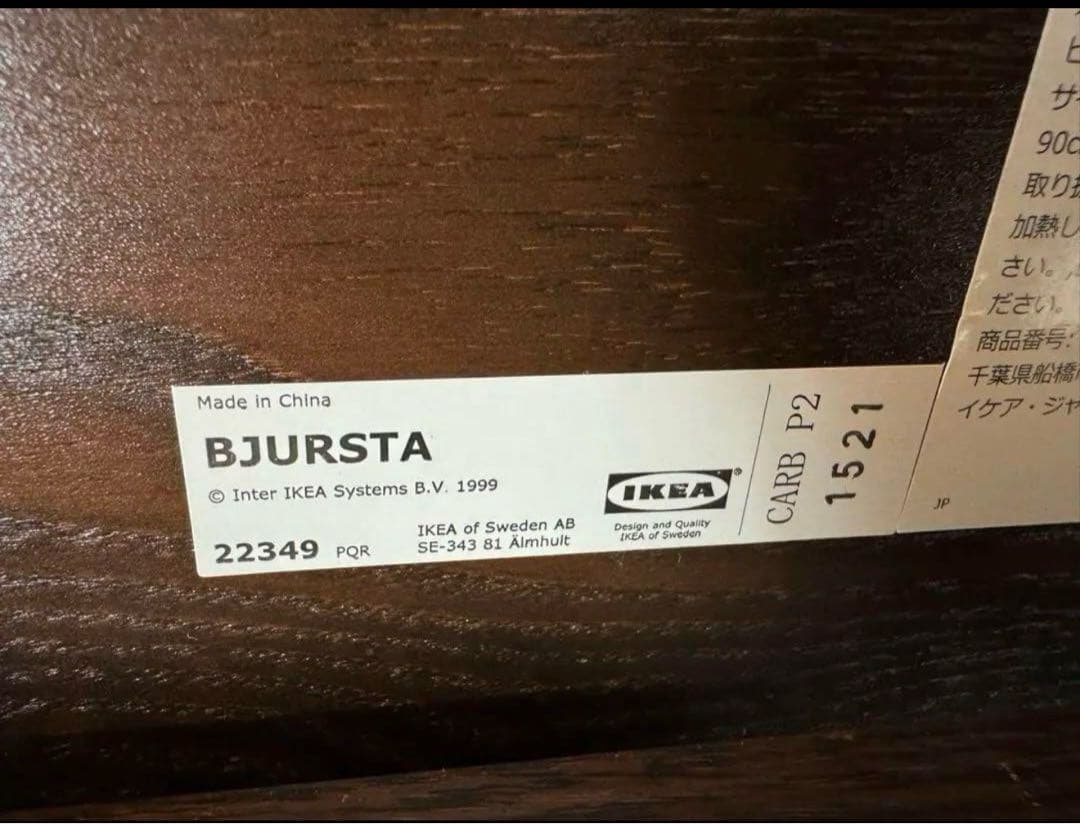 Made in China
BJURSTA
© Inter IKEA Systems B.V. 1999
22349 PQR
IKEA of Sweden AB
SE-343 81 Älmhult
IKEA
Design and Quality
IKEA of Sweden
CARB P2
1521
90c
取り
加熱し
さい。
ださい。
商品番号:
千葉県船橋
イケア・ジャ
JP